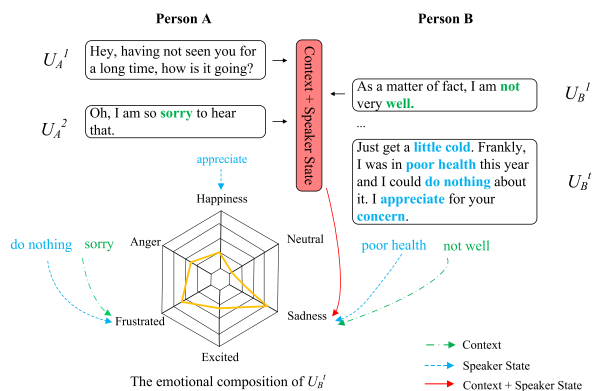 Person A
Person B
U_A^1
Hey, having not seen you for
a long time, how is it going?
Context + Speaker State
As a matter of fact, I am not
very well.
U_B^1
U_A^2
Oh, I am so sorry to hear
that.
...
Just get a little cold. Frankly,
I was in poor health this year
and I could do nothing about
it. I appreciate for your
concern.
U_B^t
appreciate
Happiness
Anger
Neutral
do nothing
sorry
poor health
not well
Frustrated
Sadness
Excited
Context
Speaker State
Context + Speaker State
The emotional composition of U_B^t